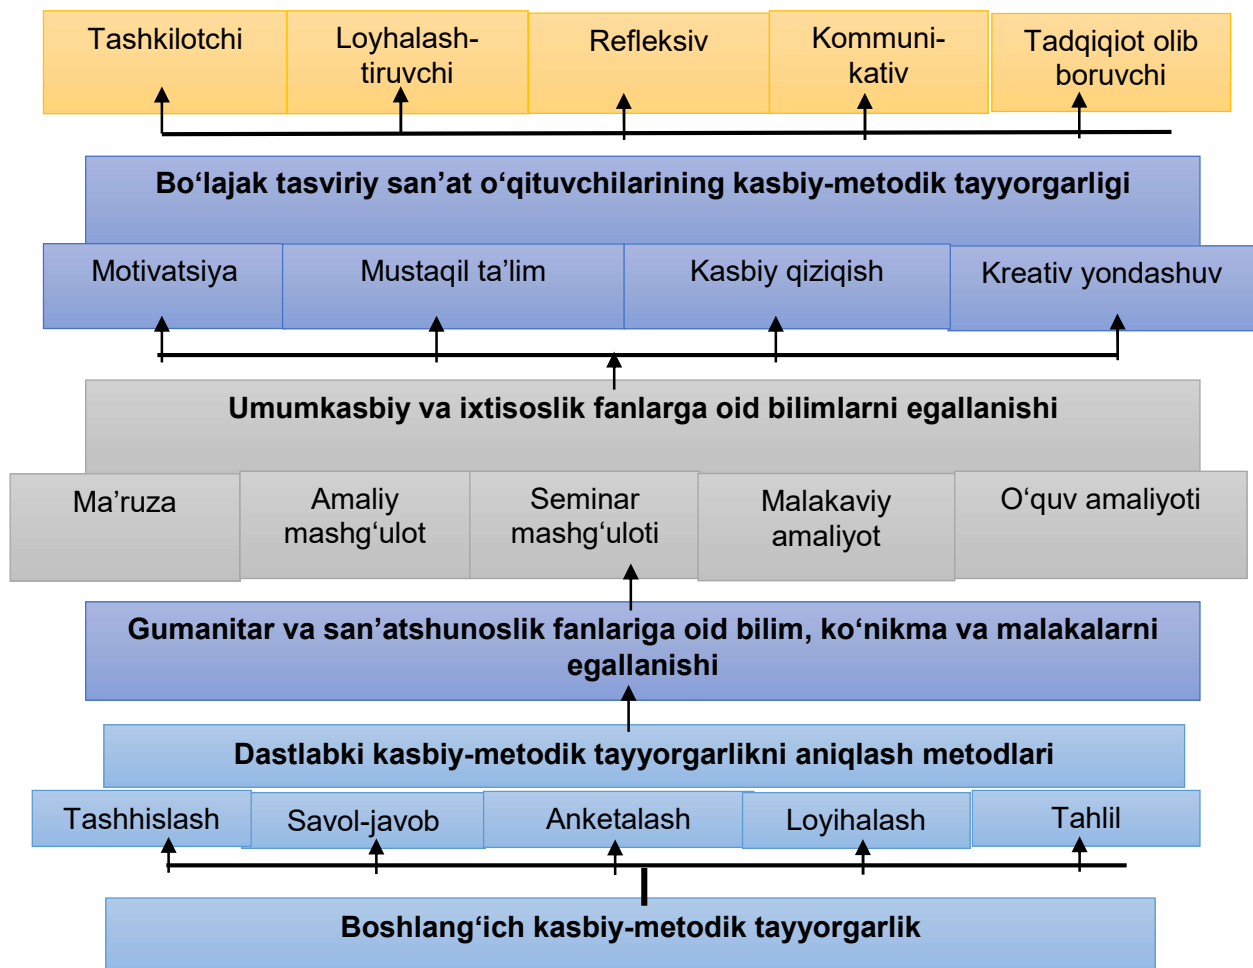 Tashkilotchi
Loyhalash-
tiruvchi
Refleksiv
Kommuni-
kativ
Tadqiqiot olib
boruvchi
Bo‘lajak tasviriy san’at o‘qituvchilarining kasbiy-metodik tayyorgarligi
Motivatsiya
Mustaqil ta’lim
Kasbiy qiziqish
Kreativ yondashuv
Umumkasbiy va ixtisoslik fanlarga oid bilimlarni egallanishi
Ma’ruza
Amaliy
mashg‘ulot
Seminar
mashg‘uloti
Malakaviy
amaliyot
O‘quv amaliyoti
Gumanitar va san’atshunoslik fanlariga oid bilim, ko‘nikma va malakalarni
egallanishi
Dastlabki kasbiy-metodik tayyorgarlikni aniqlash metodlari
Tashhislash
Savol-javob
Anketalash
Loyihalash
Tahlil
Boshlang‘ich kasbiy-metodik tayyorgarlik